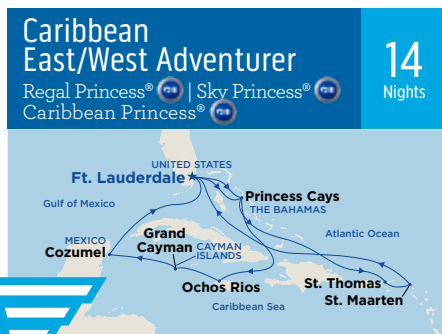 Caribbean
East/West Adventurer
Regal Princess® | Sky Princess®
Caribbean Princess®
14
Nights
UNITED STATES
Ft. Lauderdale
Princess Cays
THE BAHAMAS
Gulf of Mexico
Atlantic Ocean
MEXICO
Cozumel
Grand
Cayman
CAYMAN
ISLANDS
Ochos Rios
St. Thomas
St. Maarten
Caribbean Sea